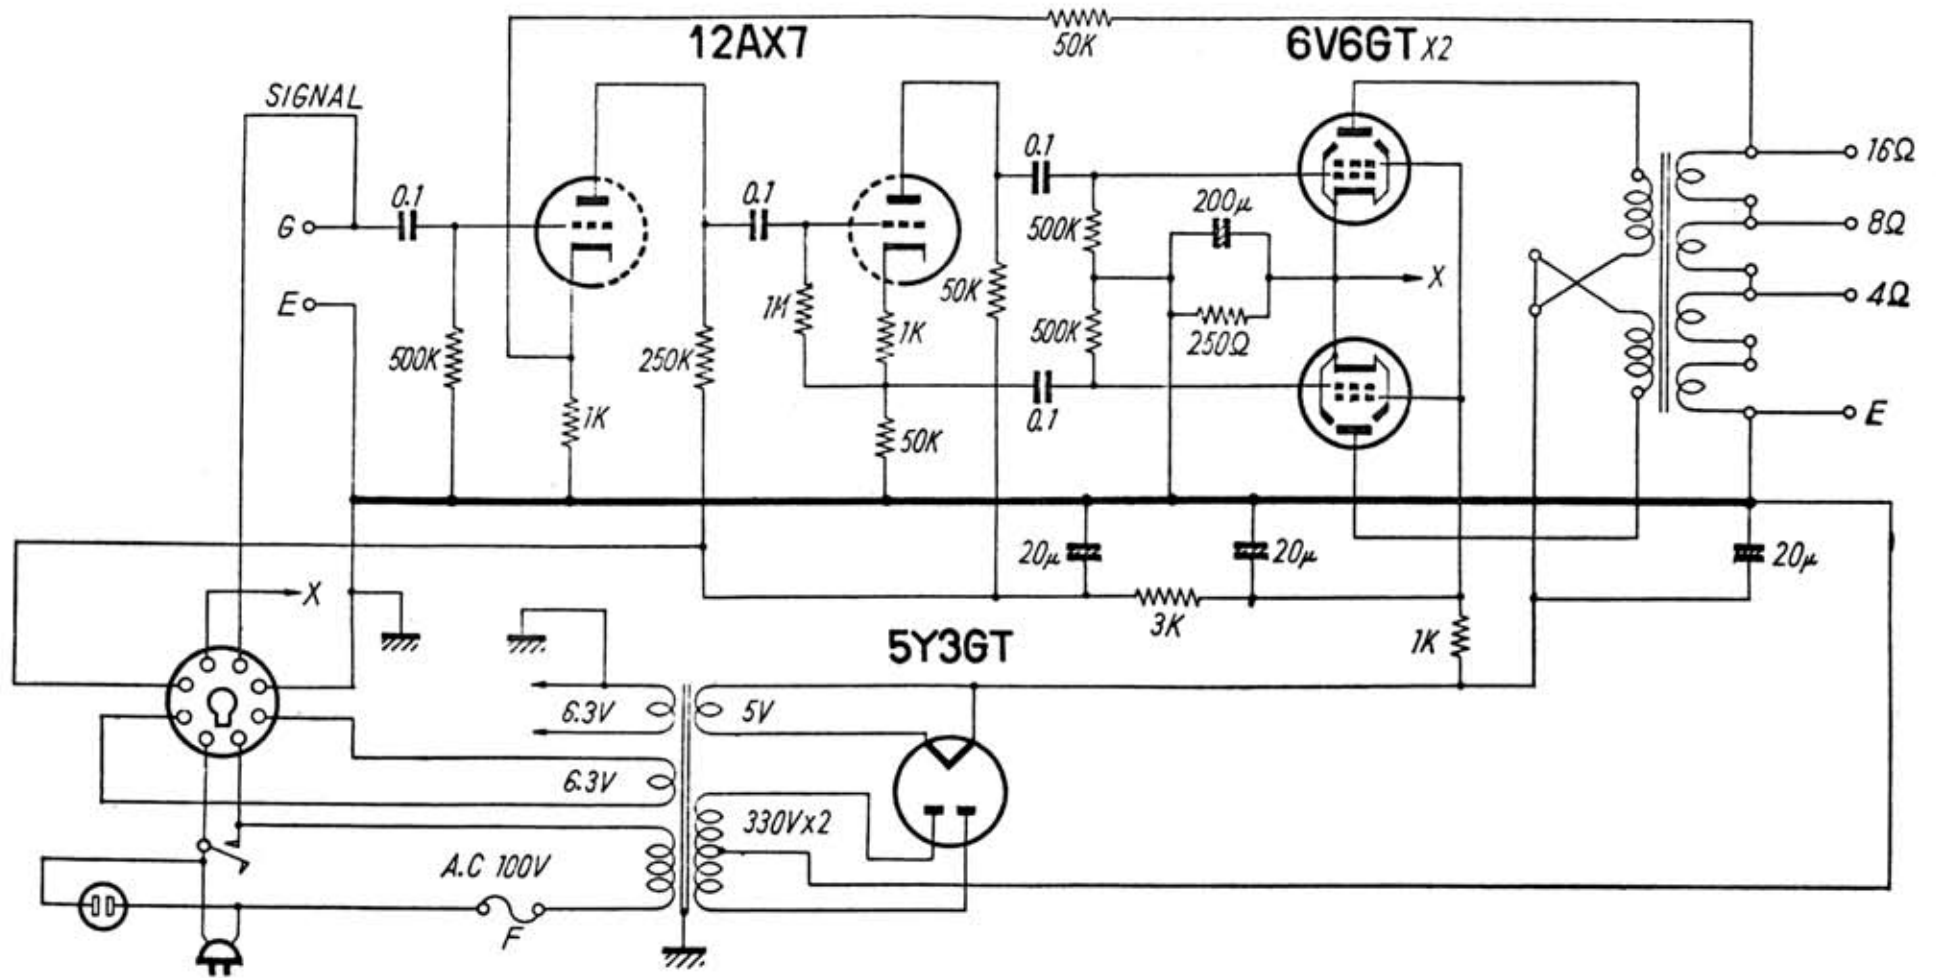 12AX7
50K
6V6GT X2
SIGNAL
0.1
0.1
0.1
16Ω
200μ
G
500K
8Ω
50K
X
1M
E
4Ω
1K
500K
250Ω
500K
250K
1K
0.1
E
50K
20μ
20μ
20μ
X
3K
5Y3GT
1K
6.3V
5V
6.3V
330VX2
A.C 100V
F